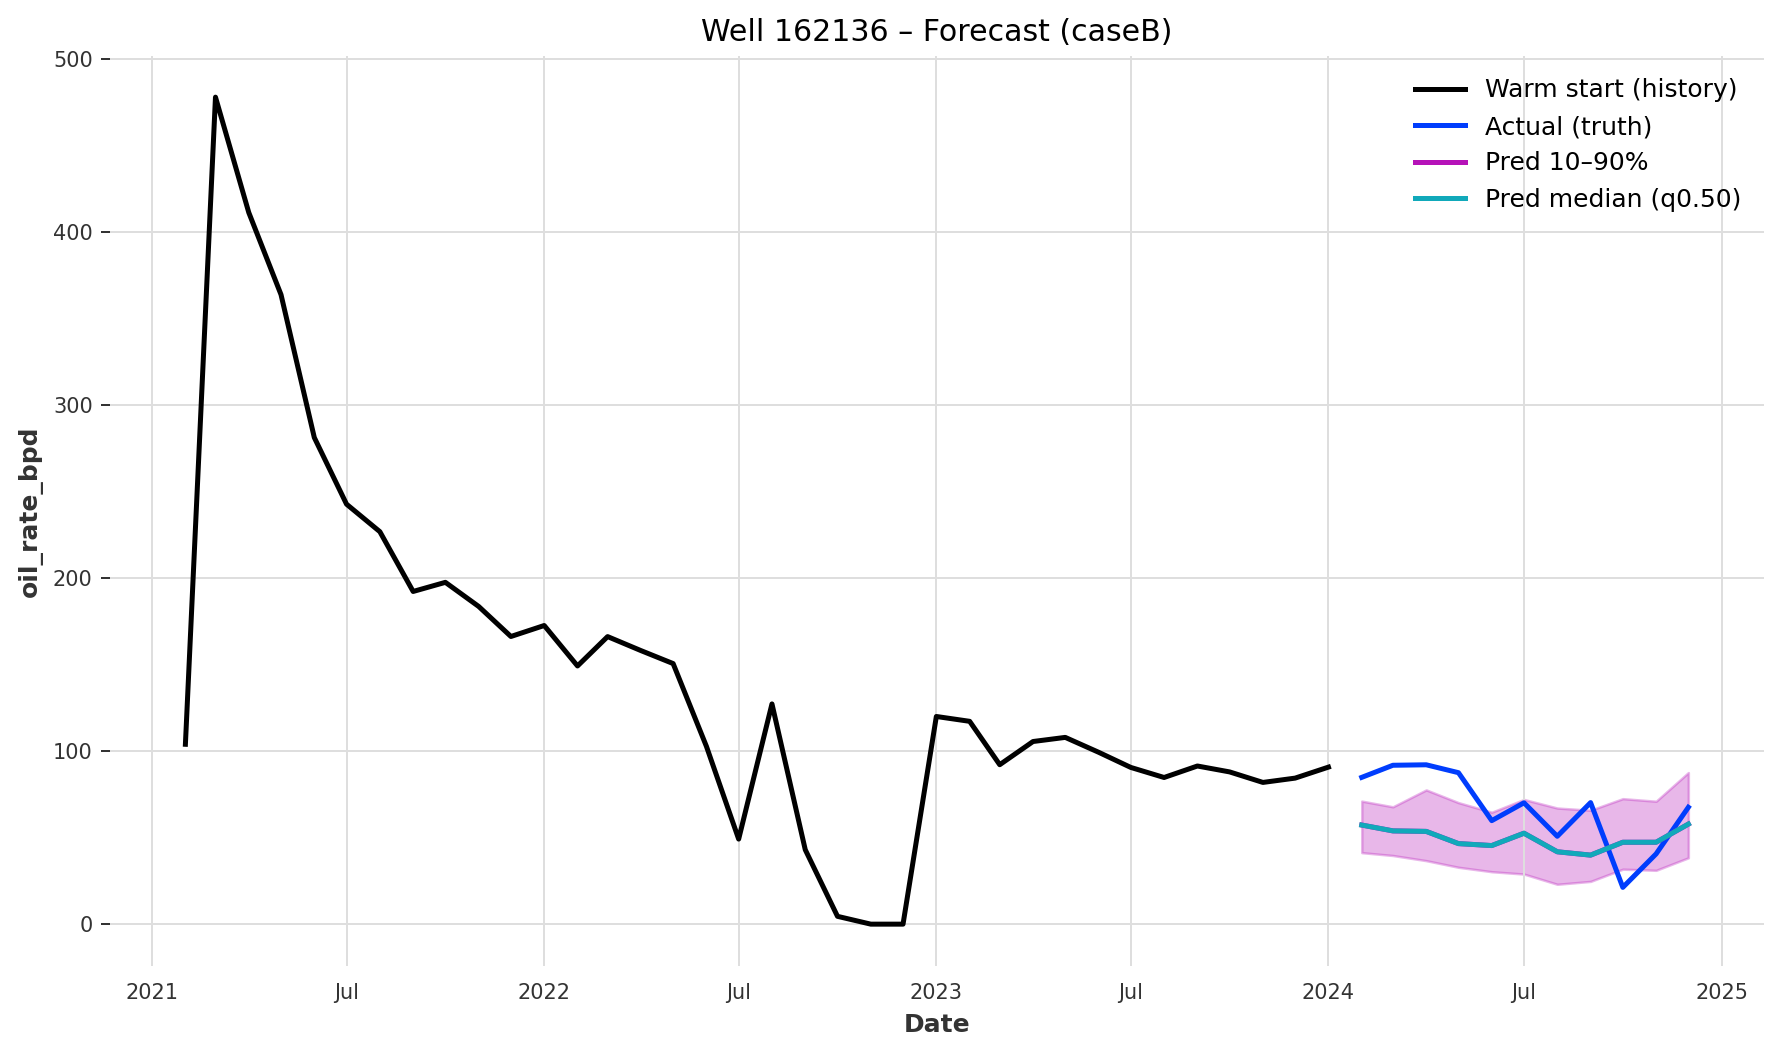 Well 162136 – Forecast (caseB)
Warm start (history)
Actual (truth)
Pred 10–90%
Pred median (q0.50)
oil_rate_bpd
500
400
300
200
100
0
2021
Jul
2022
Jul
2023
Jul
2024
Jul
2025
Date